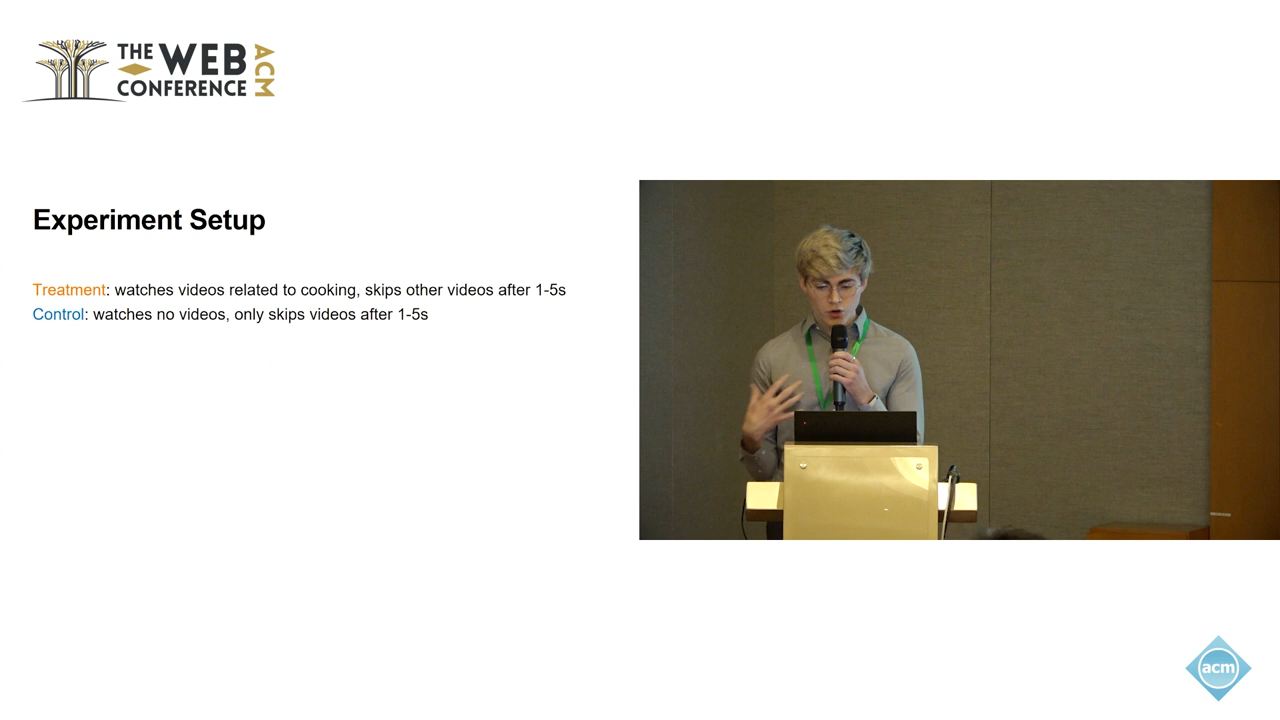 THE WEB
CONFERENCE
ACM
Experiment Setup
Treatment: watches videos related to cooking, skips other videos after 1-5s
Control: watches no videos, only skips videos after 1-5s
acm